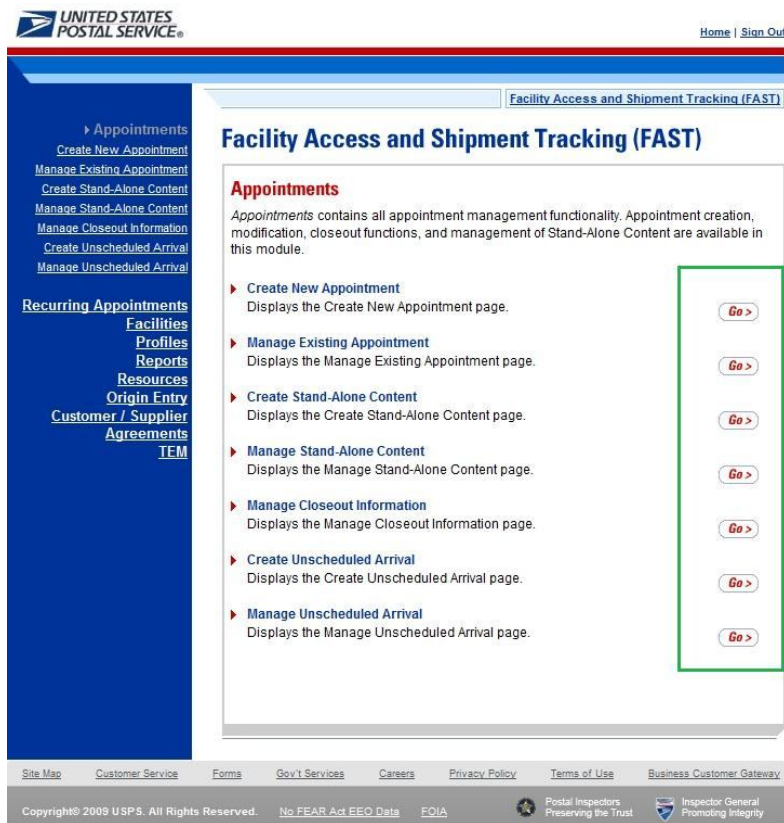 UNITED STATES
POSTAL SERVICE®
Home | Sign Out
Facility Access and Shipment Tracking (FAST)
Appointments
Create New Appointment
Manage Existing Appointment
Create Stand-Alone Content
Manage Stand-Alone Content
Manage Closeout Information
Create Unscheduled Arrival
Manage Unscheduled Arrival
Recurring Appointments
Facilities
Profiles
Reports
Resources
Origin Entry
Customer / Supplier
Agreements
TEM
Facility Access and Shipment Tracking (FAST)
Appointments
Appointments contains all appointment management functionality. Appointment creation,
modification, closeout functions, and management of Stand-Alone Content are available in
this module.
Create New Appointment
Displays the Create New Appointment page.
Go >
Manage Existing Appointment
Displays the Manage Existing Appointment page.
Go >
Create Stand-Alone Content
Displays the Create Stand-Alone Content page.
Go >
Manage Stand-Alone Content
Displays the Manage Stand-Alone Content page.
Go >
Manage Closeout Information
Displays the Manage Closeout Information page.
Go >
Create Unscheduled Arrival
Displays the Create Unscheduled Arrival page.
Go >
Manage Unscheduled Arrival
Displays the Manage Unscheduled Arrival page.
Go >
Site Map Customer Service Forms Gov't Services Careers Privacy Policy Terms of Use Business Customer Gateway
Copyright© 2009 USPS. All Rights Reserved. No FEAR Act EEO Data FOIA
Postal Inspectors
Preserving the Trust
Inspector General
Promoting Integrity